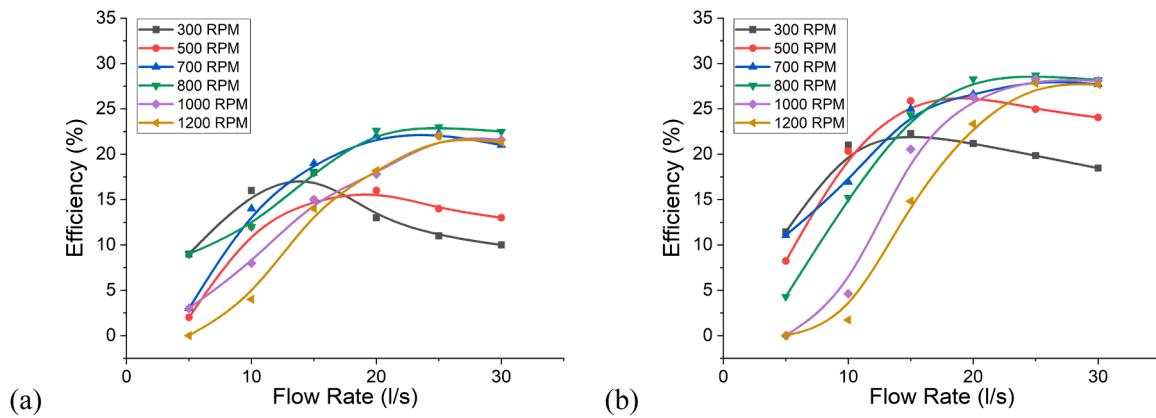 35
30
25
20
15
10
5
0
Efficiency (%)
300 RPM
500 RPM
700 RPM
800 RPM
1000 RPM
1200 RPM
0 10 20 30
Flow Rate (l/s)
(a)
35
30
25
20
15
10
5
0
Efficiency (%)
300 RPM
500 RPM
700 RPM
800 RPM
1000 RPM
1200 RPM
0 10 20 30
Flow Rate (l/s)
(b)